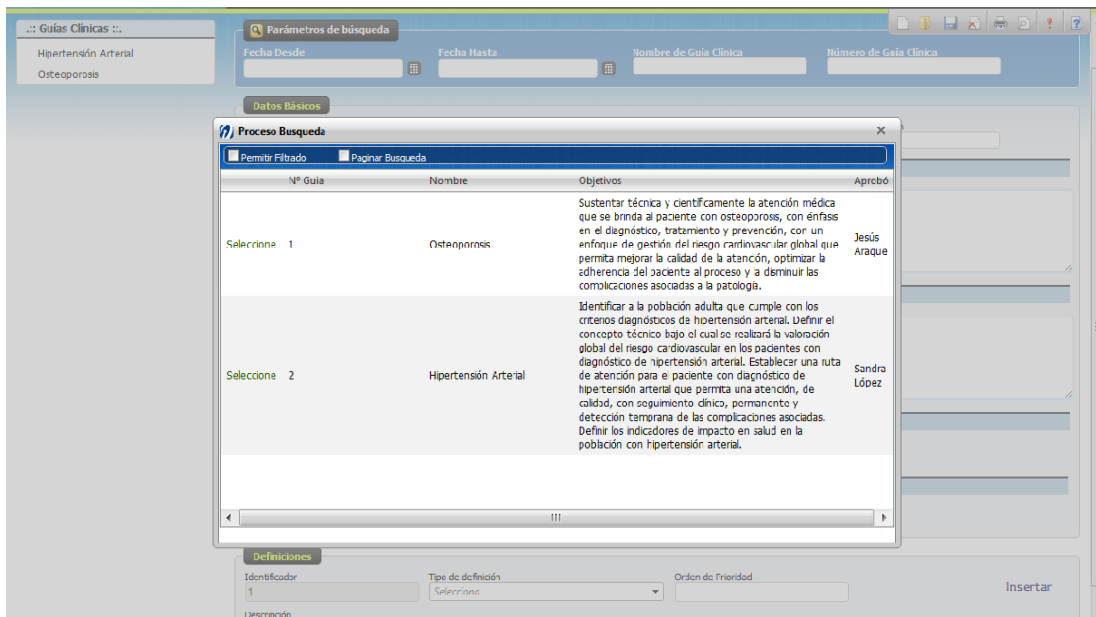 .:: Guías Clínicas ::.
Hipertensión Arterial
Osteoporosis
Parámetros de búsqueda
Fecha Desde
Fecha Hasta
Nombre de Guía Clínica
Número de Guía Clínica
Datos Básicos
Proceso Busqueda
Permitir Filtrado
Paginar Busqueda
Nº Guia
Nombre
Objetivos
Aprobó
Seleccione
1
Osteoporosis
Sustentar técnica y científicamente la atención médica
que se brinda al paciente con osteoporosis, con énfasis
en el diagnóstico, tratamiento y prevención, con un
enfoque de gestión del riesgo cardiovascular global que
permita mejorar la calidad de la atención, optimizar la
adherencia del paciente al proceso y la disminuir las
complicaciones asociadas a la patología.
Jesús
Araque
Seleccione
2
Hipertensión Arterial
Identificar a la población adulta que cumple con los
criterios diagnósticos de hipertensión arterial. Definir el
concepto técnico bajo el cual se realizará la valoración
global del riesgo cardiovascular en los pacientes con
diagnóstico de hipertensión arterial. Establecer una ruta
de atención para el paciente con diagnóstico de
hipertensión arterial que permita una atención, de
calidad, con seguimiento clínico, permanente y
detección temprana de las complicaciones asociadas.
Definir los indicadores de impacto en salud en la
población con hipertensión arterial.
Sandra
López
Definiciones
Identificador
1
Tipo de definición
Seleccione
Orden de Prioridad
Insertar
Descripción